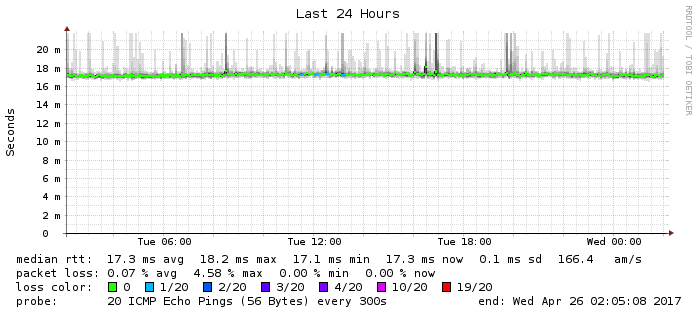 Last 24 Hours
RRDTOOL / TOBI OETIKER
Seconds
20 m
18 m
16 m
14 m
12 m
10 m
8 m
6 m
4 m
2 m
0
Tue 06:00 Tue 12:00 Tue 18:00 Wed 00:00
median rtt: 17.3 ms avg 18.2 ms max 17.1 ms min 17.3 ms now 0.1 ms sd 166.4 am/s
packet loss: 0.07 % avg 4.58 % max 0.00 % min 0.00 % now
loss color: 0 1/20 2/20 3/20 4/20 10/20 19/20
probe: 20 ICMP Echo Pings (56 Bytes) every 300s end: Wed Apr 26 02:05:08 2017